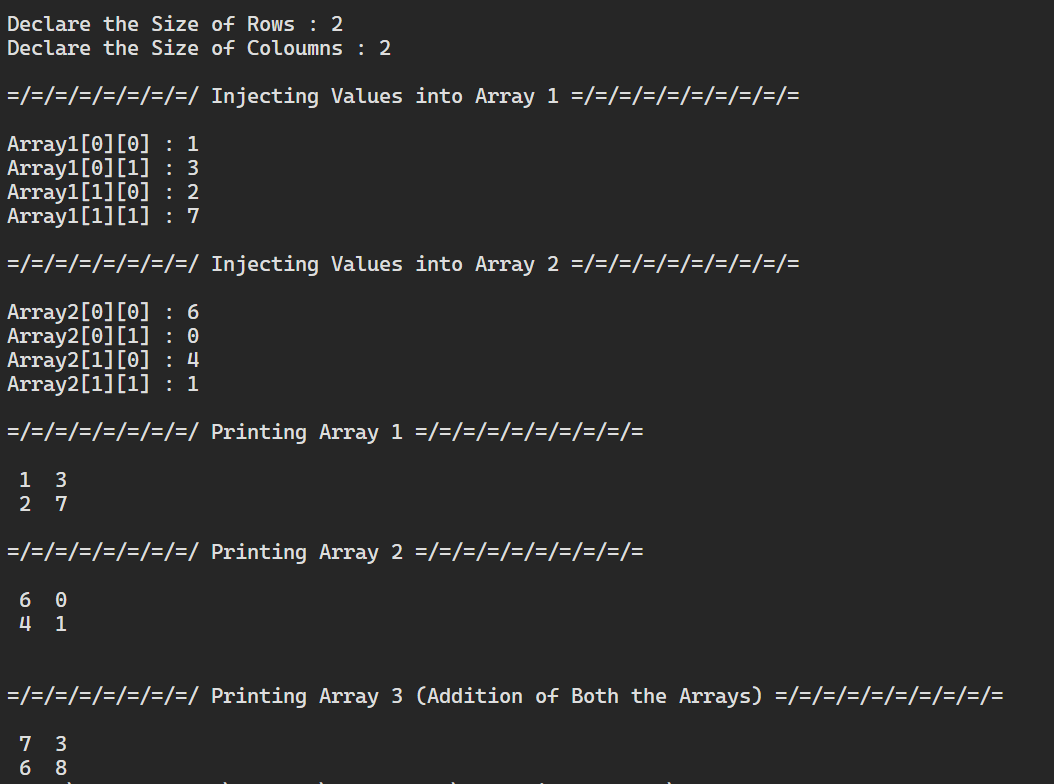 Declare the Size of Rows : 2
Declare the Size of Coloumns : 2
=/=/=/=/=/=/=/=/ Injecting Values into Array 1 =/=/=/=/=/=/=/=/=/=
Array1[0][0] : 1
Array1[0][1] : 3
Array1[1][0] : 2
Array1[1][1] : 7
=/=/=/=/=/=/=/=/ Injecting Values into Array 2 =/=/=/=/=/=/=/=/=/=
Array2[0][0] : 6
Array2[0][1] : 0
Array2[1][0] : 4
Array2[1][1] : 1
=/=/=/=/=/=/=/=/ Printing Array 1 =/=/=/=/=/=/=/=/=/=
1  3
2  7
=/=/=/=/=/=/=/=/ Printing Array 2 =/=/=/=/=/=/=/=/=/=
6  0
4  1
=/=/=/=/=/=/=/=/ Printing Array 3 (Addition of Both the Arrays) =/=/=/=/=/=/=/=/=/=
7  3
6  8